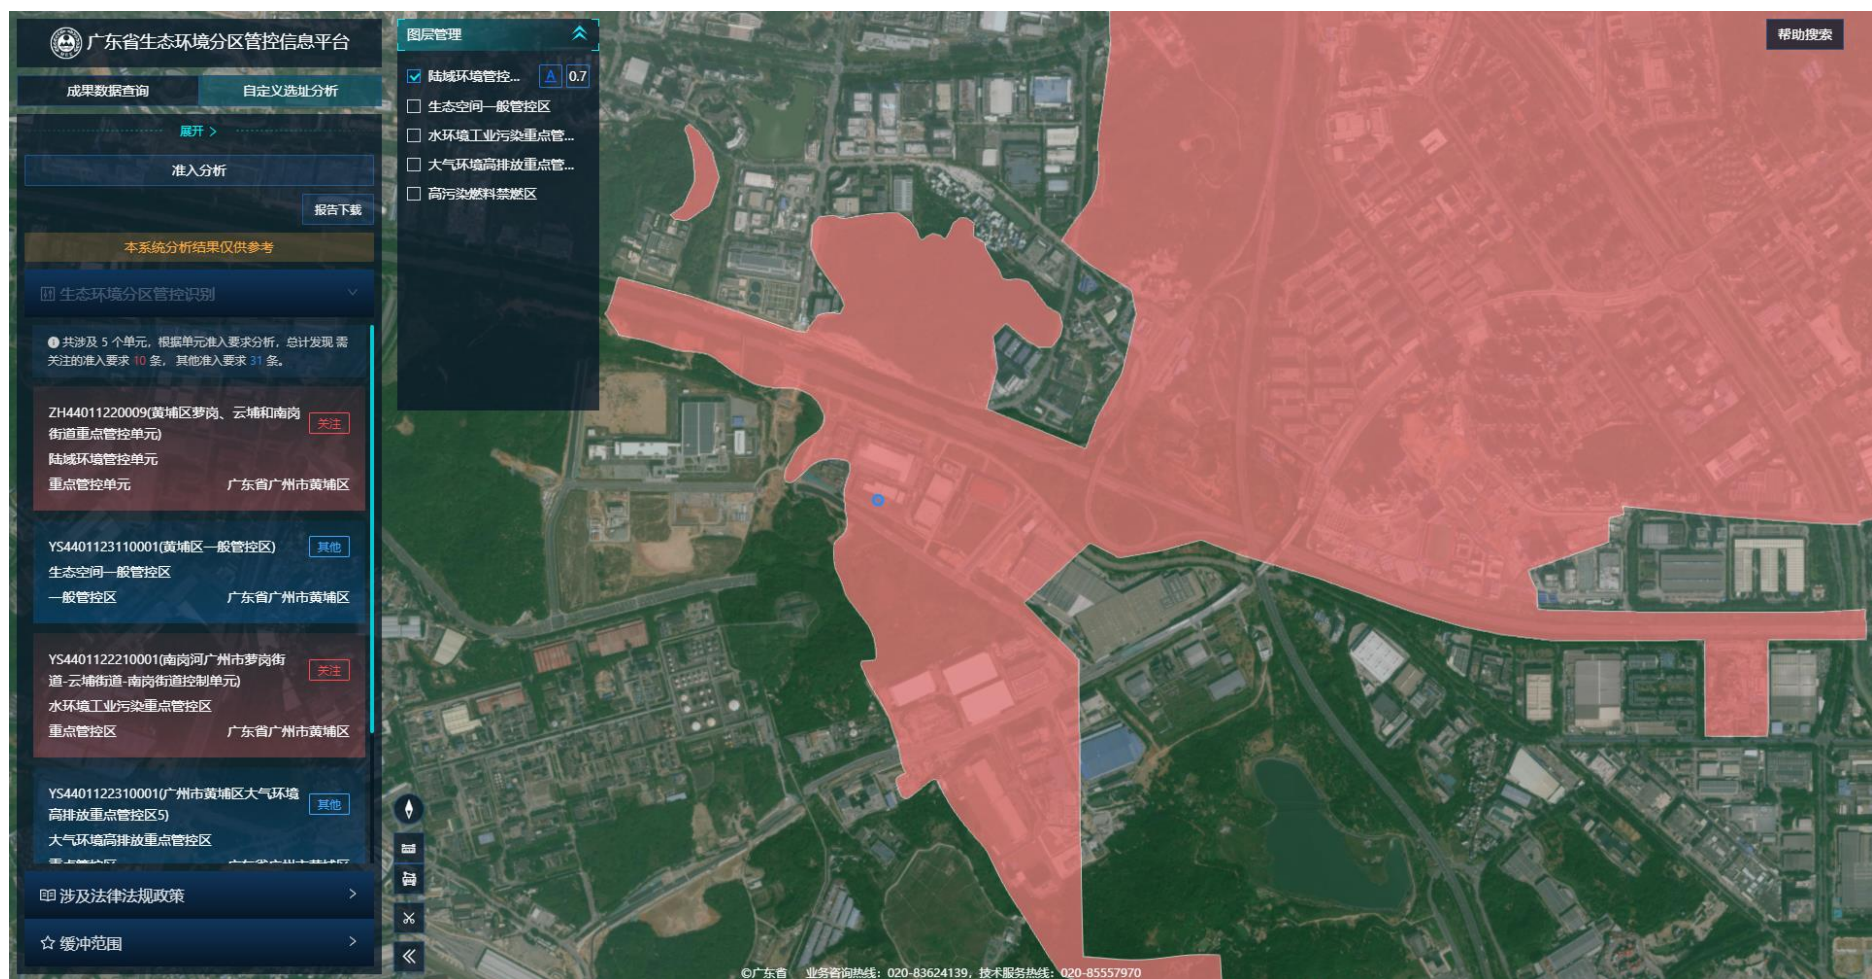 广东省生态环境分区管控信息平台
成果数据查询
自定义选址分析
展开 >
准入分析
报告下载
本系统分析结果仅供参考
生态环境分区管控识别
共涉及 5 个单元，根据单元准入要求分析，总计发现 需
关注的准入要求 10 条，其他准入要求 31 条。
ZH44011220009(黄埔区萝岗、云埔和南岗
街道重点管控单元)
关注
陆域环境管控单元
重点管控单元 广东省广州市黄埔区
YS4401123110001(黄埔区一般管控区)
其他
生态空间一般管控区
一般管控区 广东省广州市黄埔区
YS4401122210001(南岗河广州市萝岗街
道-云埔街道-南岗街道控制单元)
关注
水环境工业污染重点管控区
重点管控区 广东省广州市黄埔区
YS4401122310001(广州市黄埔区大气环境
高排放重点管控区5)
其他
大气环境高排放重点管控区
重点管控区 广东省广州市黄埔区
涉及法律法规政策
缓冲范围
图层管理
陆域环境管控... A 0.7
生态空间一般管控区
水环境工业污染重点管...
大气环境高排放重点管...
高污染燃料禁燃区
帮助搜索
©广东省 业务咨询热线：020-83624139，技术服务热线：020-85557970